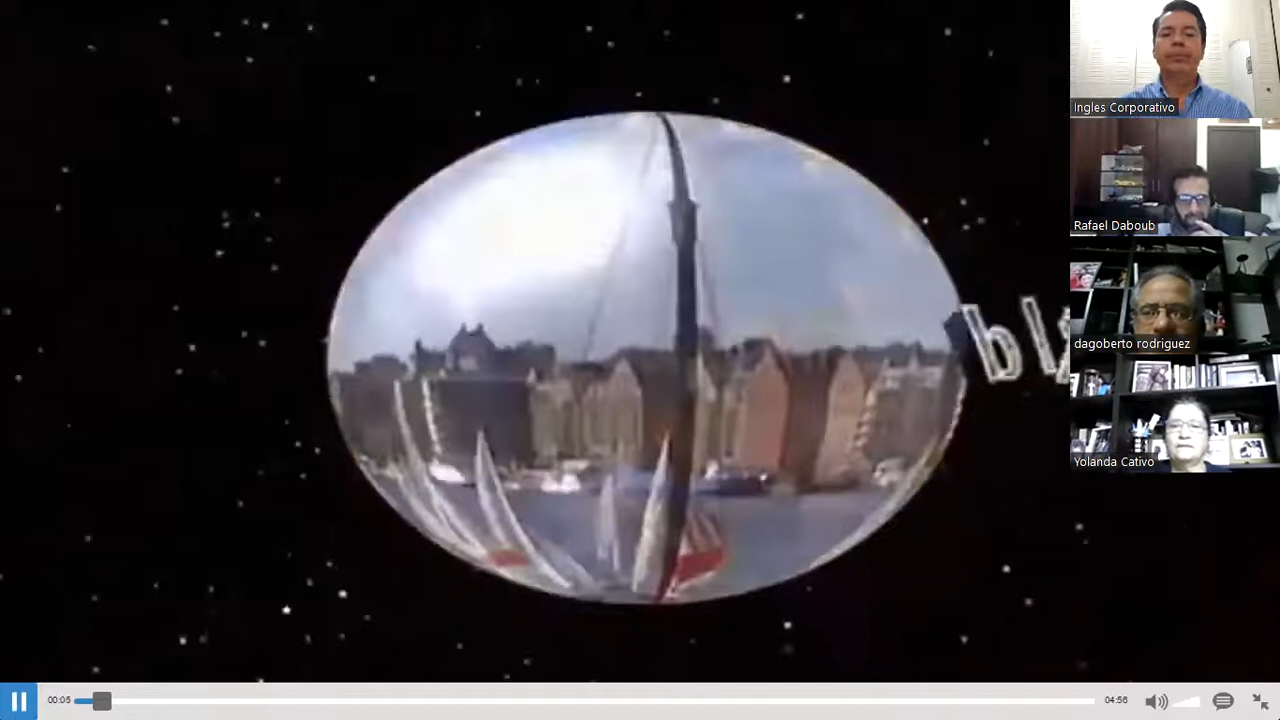 Ingles Corporativo
Rafael Daboub
dagoberto rodriguez
Yolanda Cativo
00:05
04:56